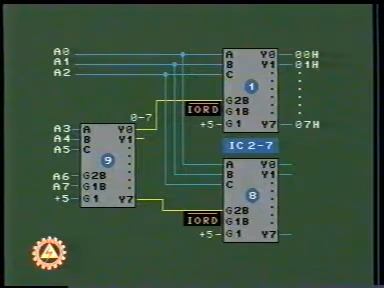 A0 A Y0 00H
A1 B Y1 01H
A2 C
1
0-7 G2B
IORD G1B
+5 G1 Y7 07H
A3 A Y0
A4 B Y1
A5 C
9
A6 G2B
A7 G1B
+5 G1 Y7
IC 2-7
A Y0
B Y1
C
8
G2B
IORD G1B
+5 G1 Y7